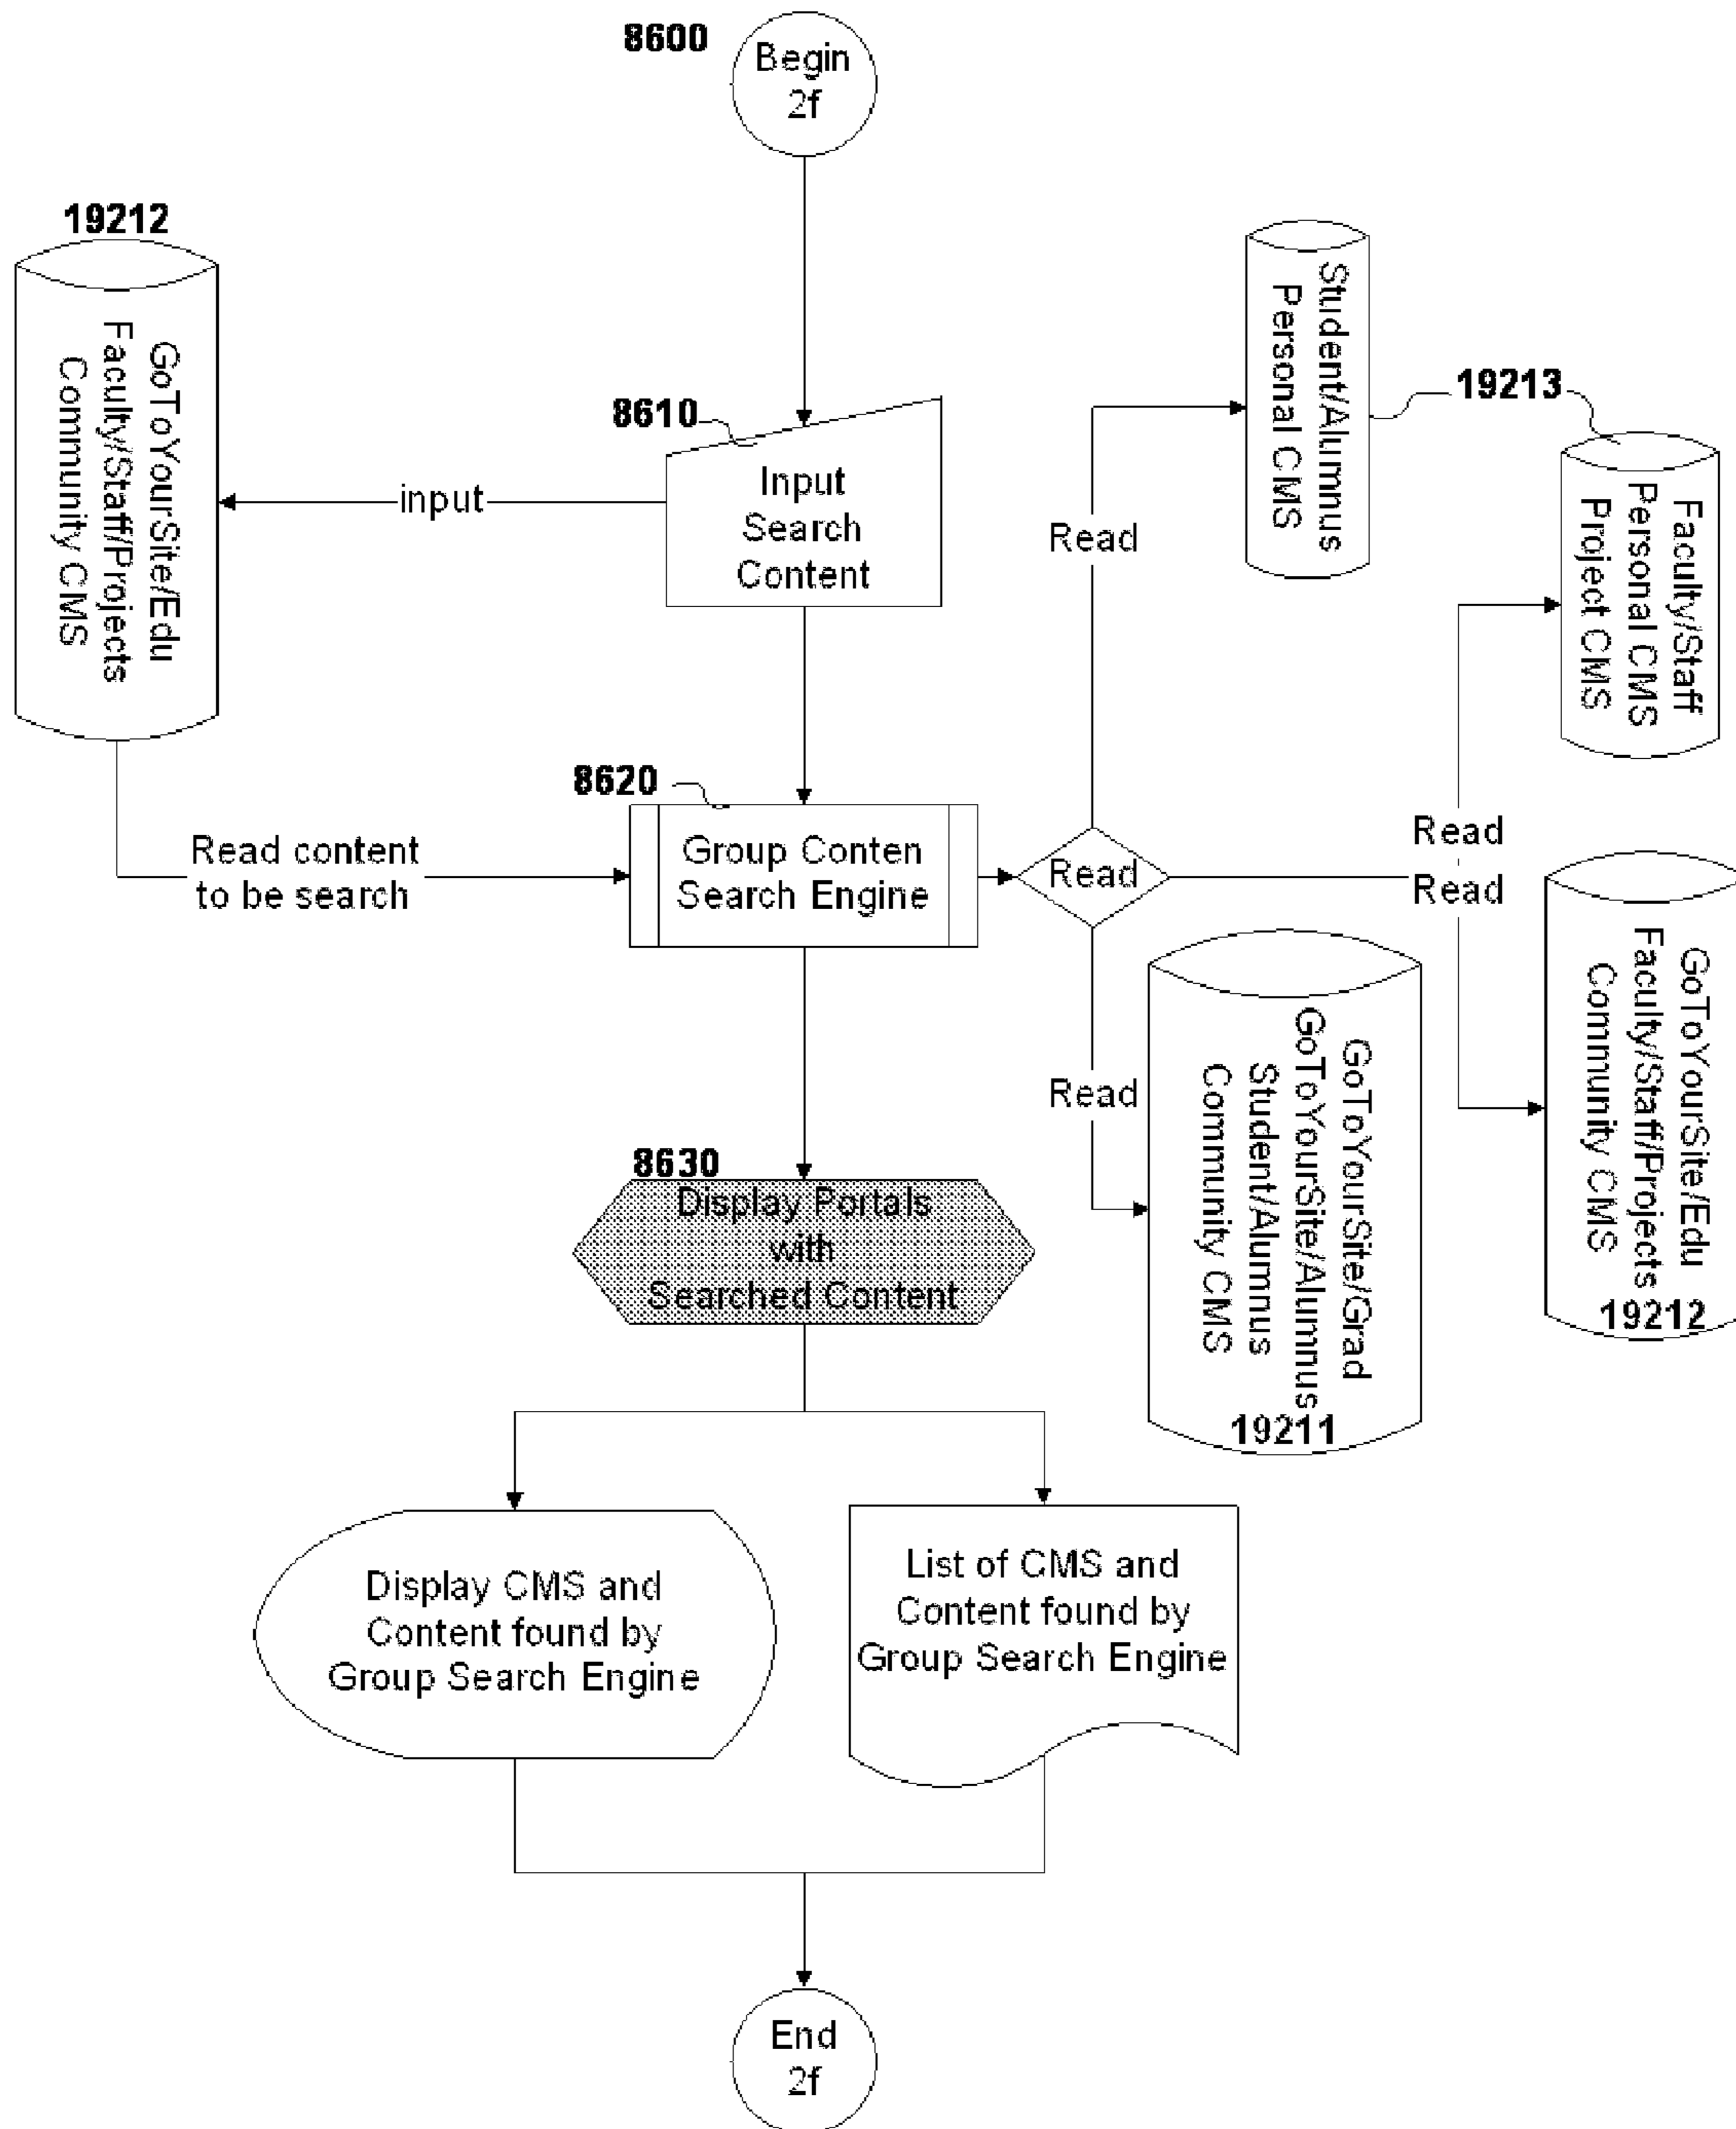 8600
Begin
2f
19212
GoToYourSite/Edu
Faculty/Staff/Projects
Community CMS
8610
Input
Search
Content
input
Student/Alumnus
Personal CMS
19213
Faculty/Staff
Personal CMS
Project CMS
Read
8620
Group Conten
Search Engine
Read content
to be search
Read
Read
Read
GoToYourSite/Edu
Faculty/Staff/Projects
Community CMS
19212
Read
GoToYourSite/Grad
GoToYourSite/Alumnus
Student/Alumnus
Community CMS
19211
8630
Display Portals
with
Searched Content
Display CMS and
Content found by
Group Search Engine
List of CMS and
Content found by
Group Search Engine
End
2f